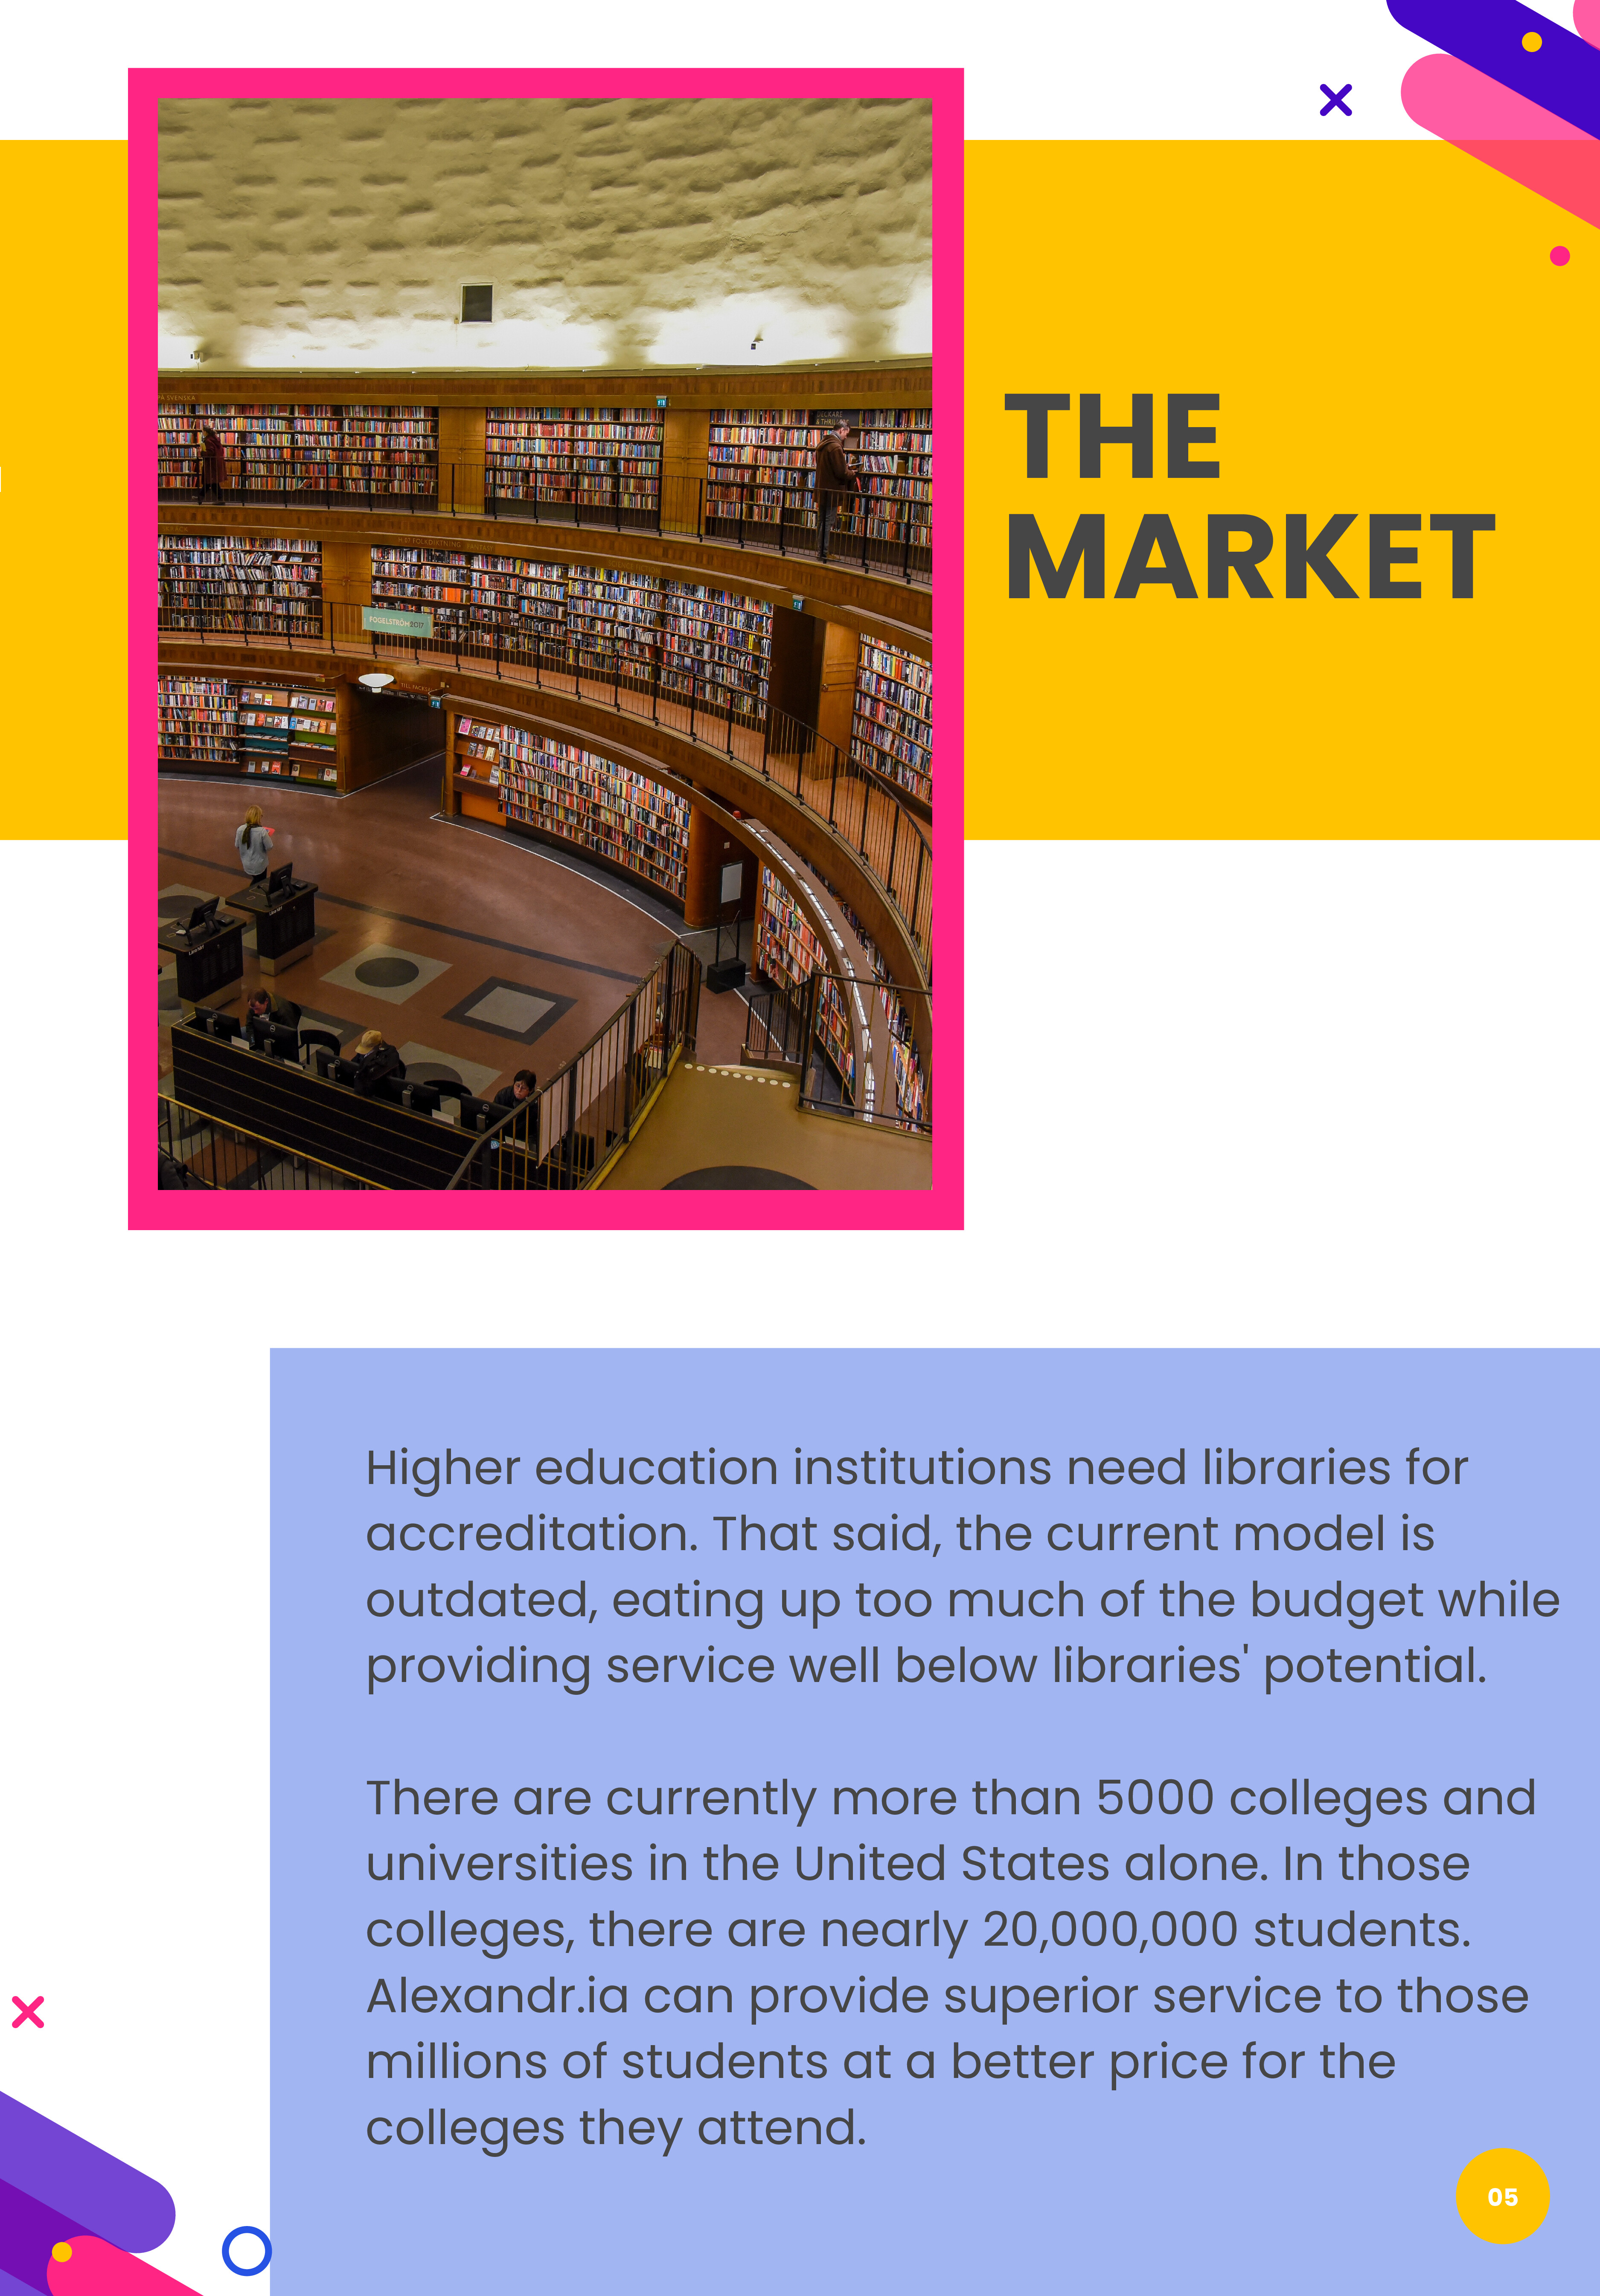 THE
MARKET
PÅ SVENSKA
FOGELSTRÖM2017
Higher education institutions need libraries for
accreditation. That said, the current model is
outdated, eating up too much of the budget while
providing service well below libraries' potential.
There are currently more than 5000 colleges and
universities in the United States alone. In those
colleges, there are nearly 20,000,000 students.
Alexandr.ia can provide superior service to those
millions of students at a better price for the
colleges they attend.
05